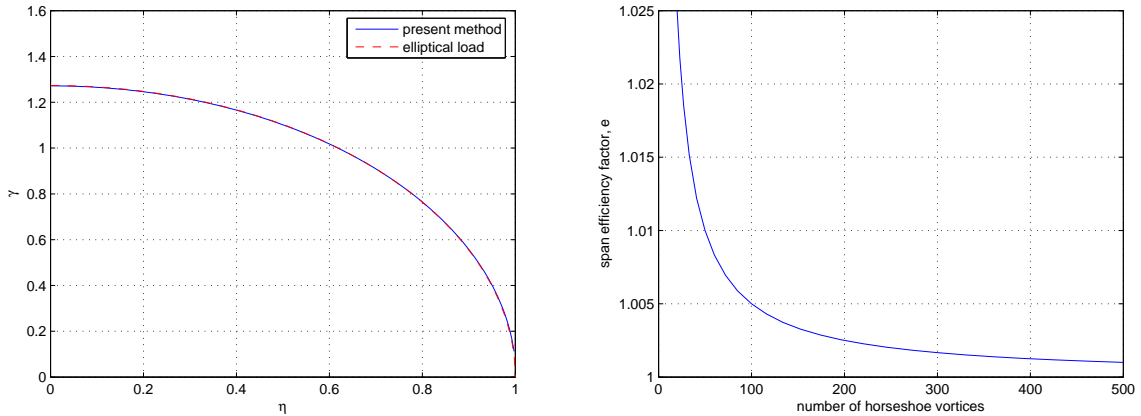 1.6
1.4
1.2
1
0.8
0.6
0.4
0.2
0
γ
present method
elliptical load
0 0.2 0.4 0.6 0.8 1
η
1.025
1.02
1.015
1.01
1.005
1
span efficiency factor, e
0 100 200 300 400 500
number of horseshoe vortices